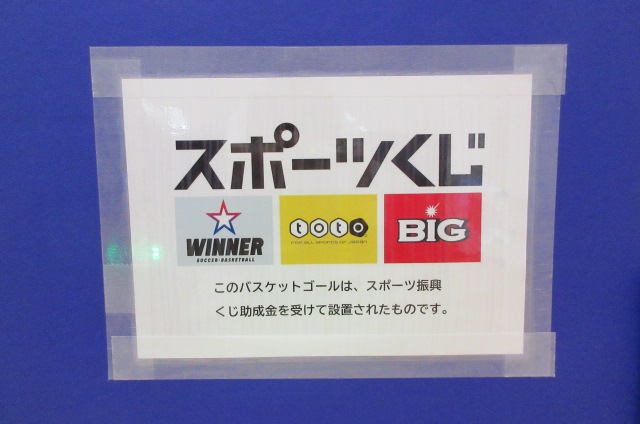 スポーツくじ
WINNER
SOCCER・BASKETBALL
toto
FOR ALL SPORTS OF JAPAN
BIG
このバスケットゴールは、スポーツ振興
くじ助成金を受けて設置されたものです。